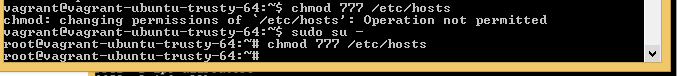 vagrant@vagrant-ubuntu-trusty-64:~$ chmod 777 /etc/hosts
chmod: changing permissions of `/etc/hosts': Operation not permitted
vagrant@vagrant-ubuntu-trusty-64:~$ sudo su -
root@vagrant-ubuntu-trusty-64:~# chmod 777 /etc/hosts
root@vagrant-ubuntu-trusty-64:~#